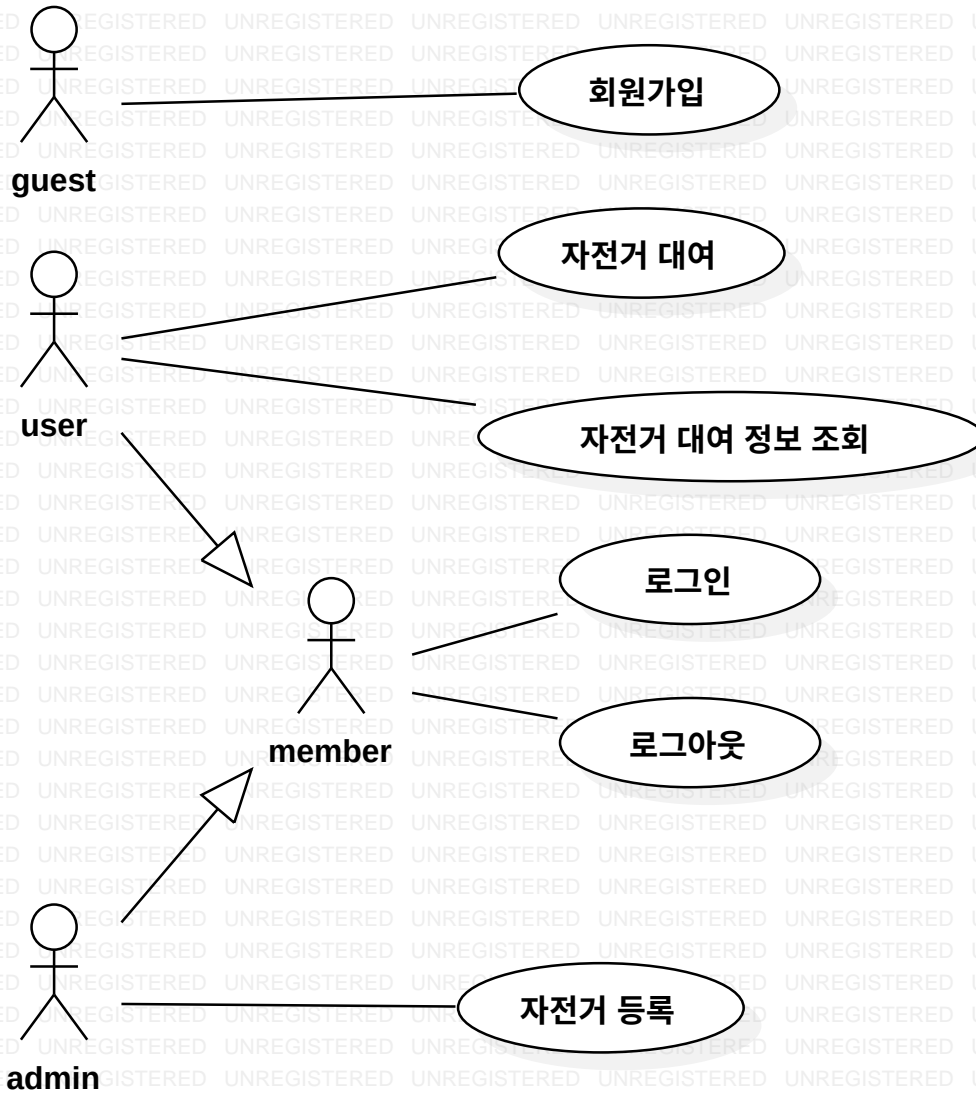 회원가입
guest
자전거 대여
user
자전거 대여 정보 조회
로그인
member
로그아웃
자전거 등록
admin
UNREGISTERED